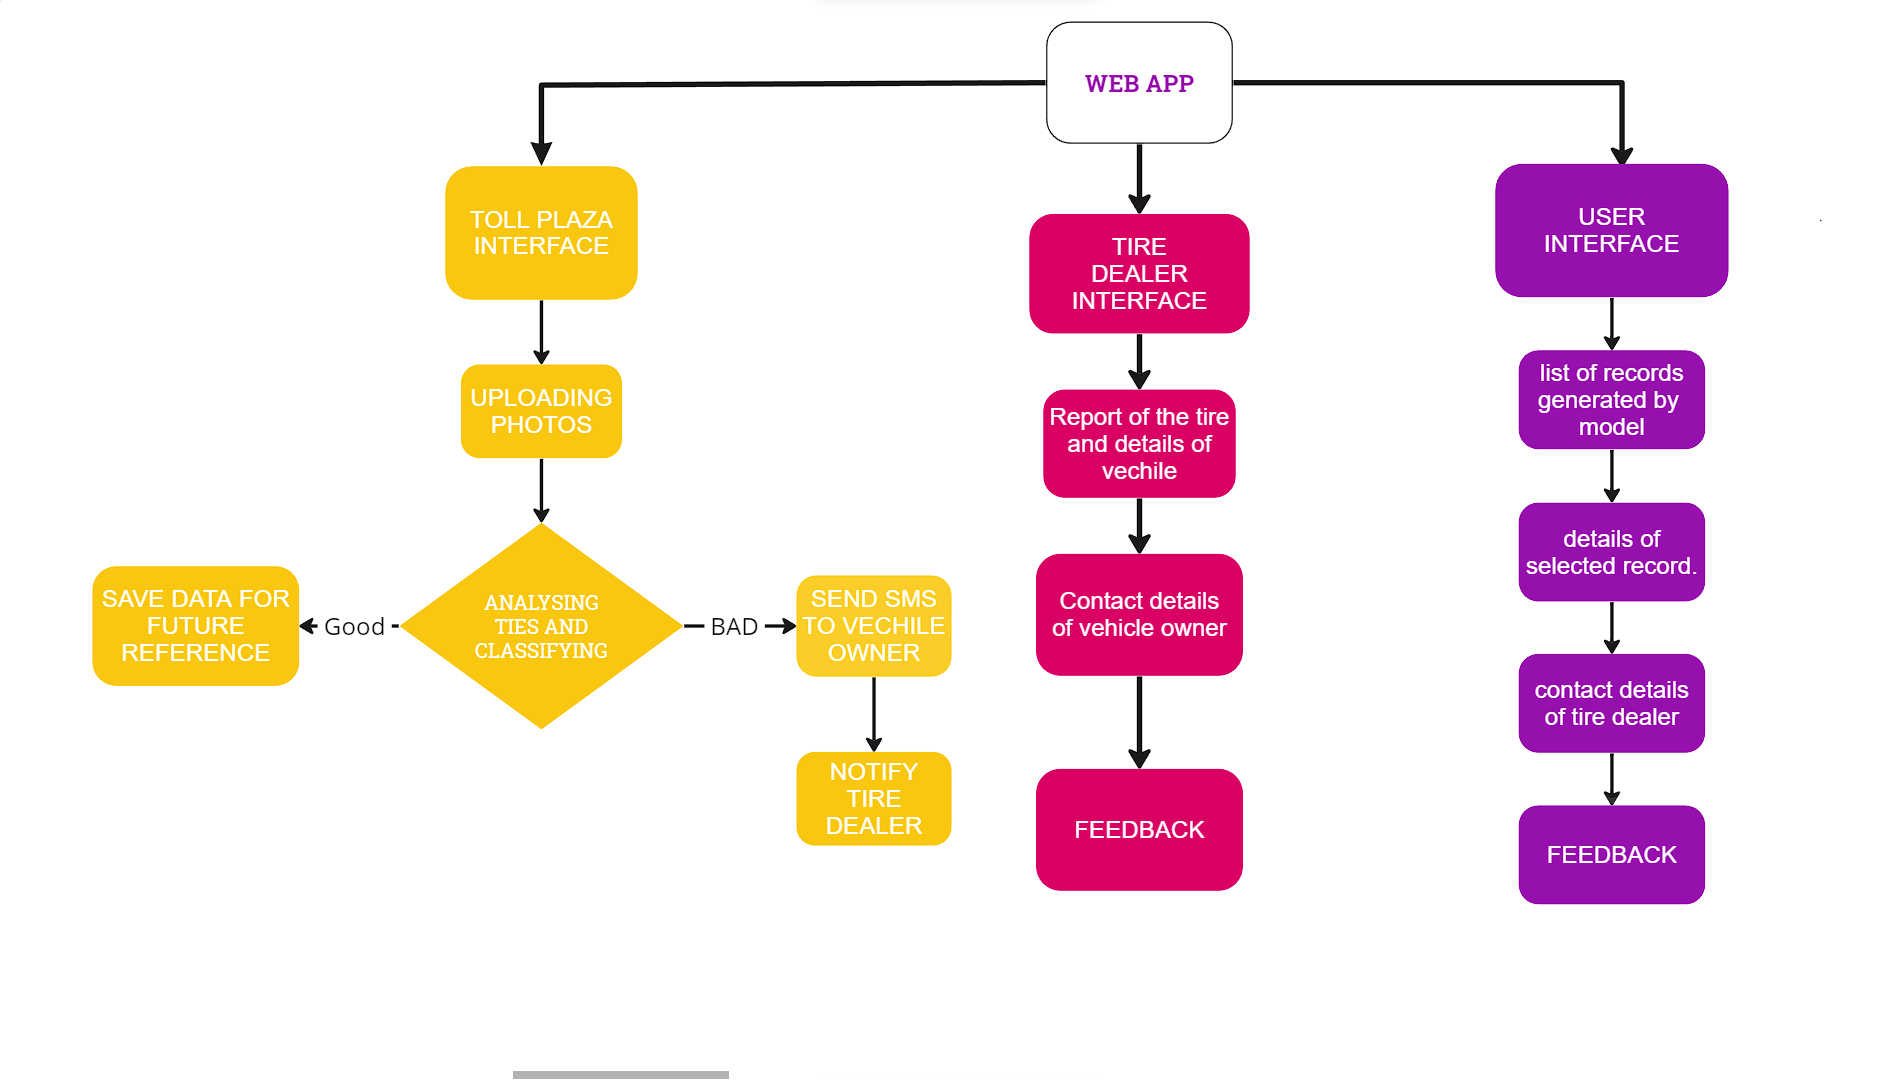 WEB APP
TOLL PLAZA
INTERFACE
UPLOADING
PHOTOS
ANALYSING
TIES AND
CLASSIFYING
Good
SAVE DATA FOR
FUTURE
REFERENCE
BAD
SEND SMS
TO VECHILE
OWNER
NOTIFY
TIRE
DEALER
TIRE
DEALER
INTERFACE
Report of the tire
and details of
vechile
Contact details
of vehicle owner
FEEDBACK
USER
INTERFACE
list of records
generated by
model
details of
selected record.
contact details
of tire dealer
FEEDBACK